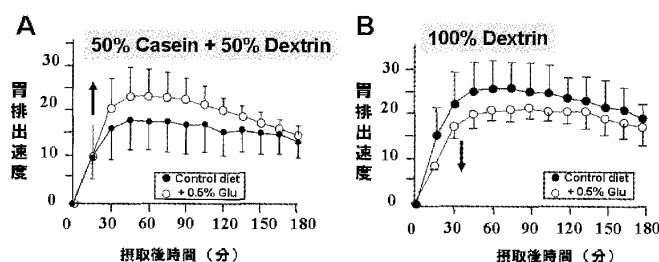 A
50% Casein + 50% Dextrin
胃排出速度
30
20
10
0
0 30 60 90 120 150 180
Control diet
+ 0.5% Glu
摂取後時間（分）
B
100% Dextrin
胃排出速度
30
20
10
0
0 30 60 90 120 150 180
Control diet
+ 0.5% Glu
摂取後時間（分）